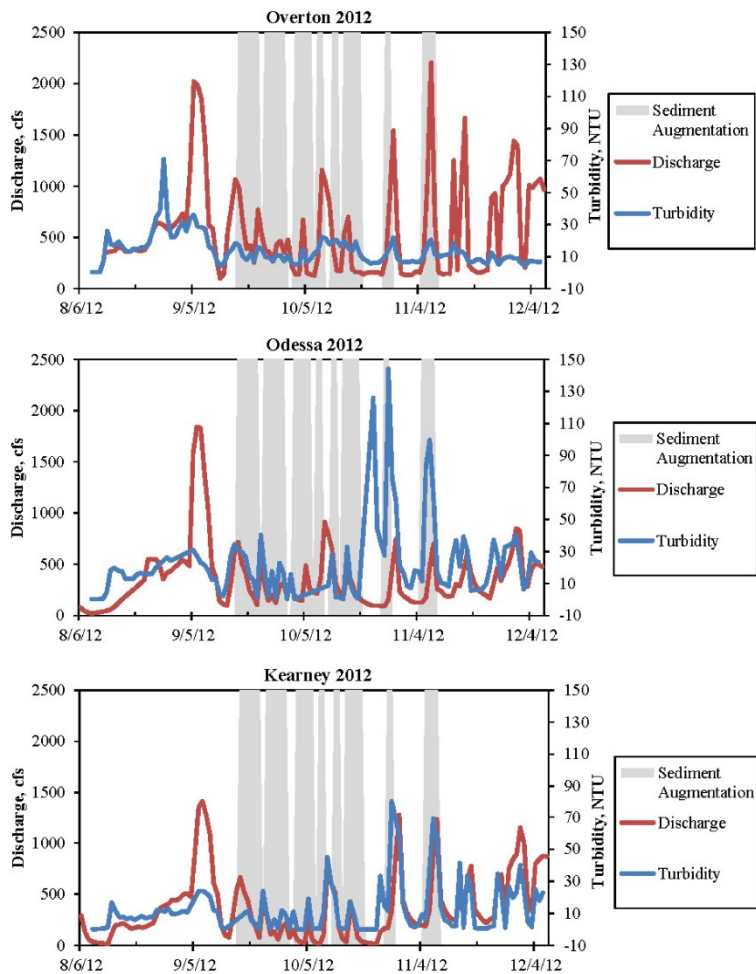 Overton 2012
2500
2000
1500
1000
500
0
Discharge, cfs
150
130
110
90
70
50
30
10
-10
Turbidity, NTU
8/6/12 9/5/12 10/5/12 11/4/12 12/4/12
Sediment
Augmentation
Discharge
Turbidity
Odessa 2012
2500
2000
1500
1000
500
0
Discharge, cfs
150
130
110
90
70
50
30
10
-10
Turbidity, NTU
8/6/12 9/5/12 10/5/12 11/4/12 12/4/12
Sediment
Augmentation
Discharge
Turbidity
Kearney 2012
2500
2000
1500
1000
500
0
Discharge, cfs
150
130
110
90
70
50
30
10
-10
Turbidity, NTU
8/6/12 9/5/12 10/5/12 11/4/12 12/4/12
Sediment
Augmentation
Discharge
Turbidity